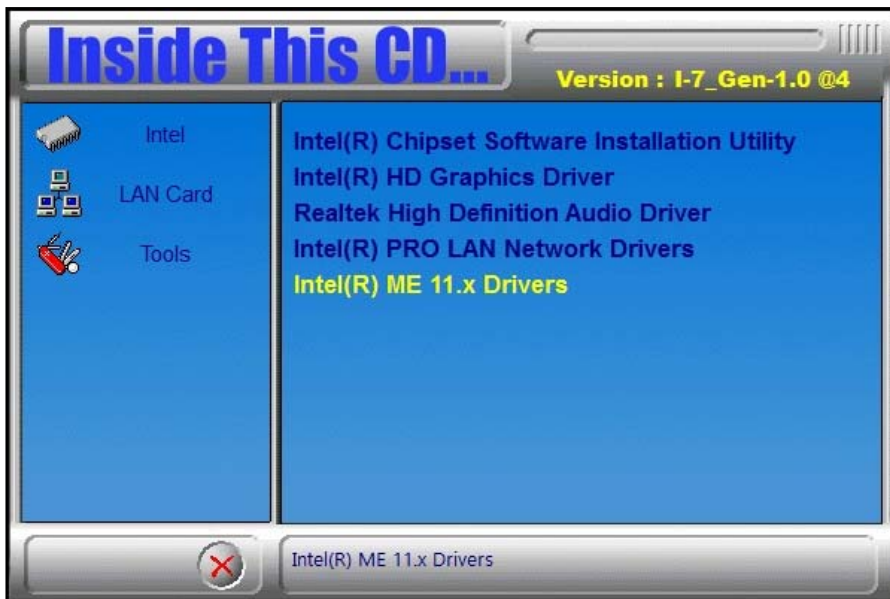 Inside This CD...
Version : I-7_Gen-1.0 @4
Intel
LAN Card
Tools
Intel(R) Chipset Software Installation Utility
Intel(R) HD Graphics Driver
Realtek High Definition Audio Driver
Intel(R) PRO LAN Network Drivers
Intel(R) ME 11.x Drivers
Intel(R) ME 11.x Drivers